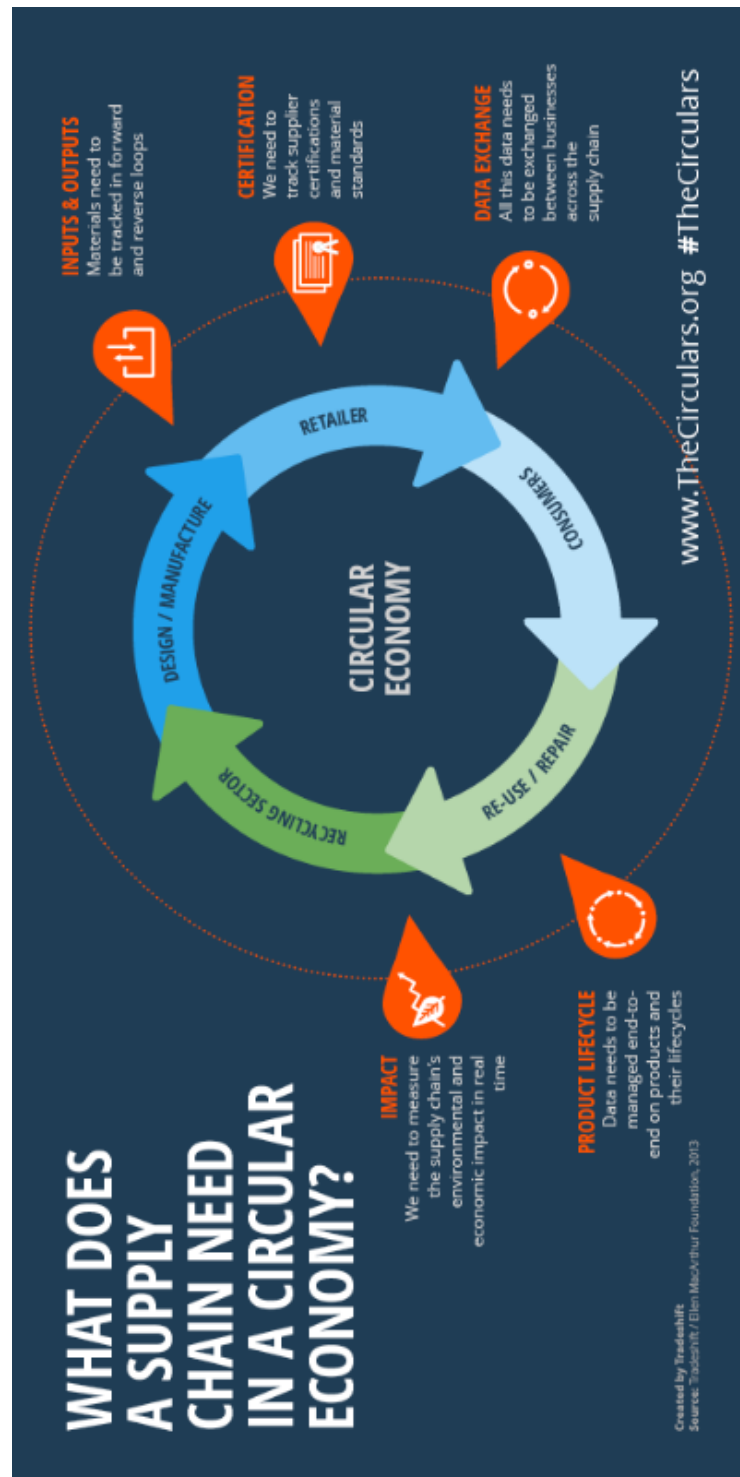 WHAT DOES
A SUPPLY
CHAIN NEED
IN A CIRCULAR
ECONOMY?
INPUTS & OUTPUTS
Materials need to
be tracked in forward
and reverse loops
CERTIFICATION
We need to
track supplier
certifications
and material
standards
DATA EXCHANGE
All this data needs
to be exchanged
between businesses
across the
supply chain
IMPACT
We need to measure
the supply chain's
environmental and
economic impact in real
time
PRODUCT LIFECYCLE
Data needs to be
managed end-to-
end on products and
their lifecycles
CIRCULAR
ECONOMY
DESIGN / MANUFACTURE
RETAILER
CONSUMERS
RE-USE / REPAIR
RECYCLING SECTOR
Created by Tradeshift
Source: Tradeshift / Ellen MacArthur Foundation, 2013
www.TheCirculars.org #TheCirculars